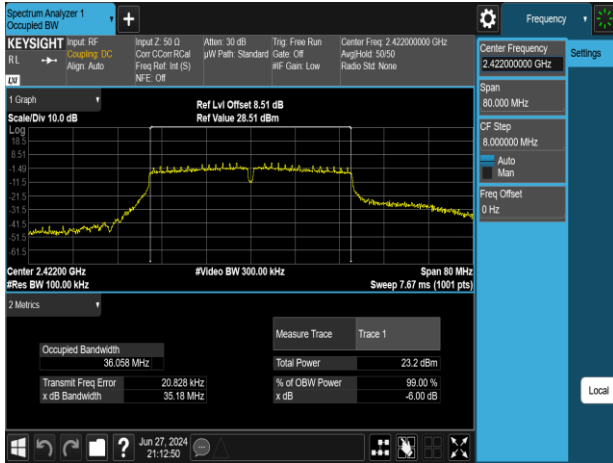 Spectrum Analyzer 1
Occupied BW
+
Frequency
KEYSIGHT
RL
LXI
Input: RF
Coupling: DC
Align: Auto
Input Z: 50 Ω
Corr CCorr RCal
Freq Ref: Int (S)
NFE: Off
Atten: 30 dB
µW Path: Standard
Trig: Free Run
Gate: Off
#IF Gain: Low
Center Freq: 2.422000000 GHz
Avg|Hold: 50/50
Radio Std: None
Center Frequency
2.422000000 GHz
Settings
Span
80.000 MHz
CF Step
8.000000 MHz
Auto
Man
Freq Offset
0 Hz
Local
1 Graph
Scale/Div 10.0 dB
Ref Lvl Offset 8.51 dB
Ref Value 28.51 dBm
Log
18.5
8.51
-1.49
-11.5
-21.5
-31.5
-41.5
-51.5
-61.5
Center 2.42200 GHz
#Res BW 100.00 kHz
#Video BW 300.00 kHz
Span 80 MHz
Sweep 7.67 ms (1001 pts)
2 Metrics
Measure Trace
Trace 1
Occupied Bandwidth
36.058 MHz
Total Power
23.2 dBm
Transmit Freq Error
20.828 kHz
% of OBW Power
99.00 %
x dB Bandwidth
35.18 MHz
x dB
-6.00 dB
?
Jun 27, 2024
21:12:50